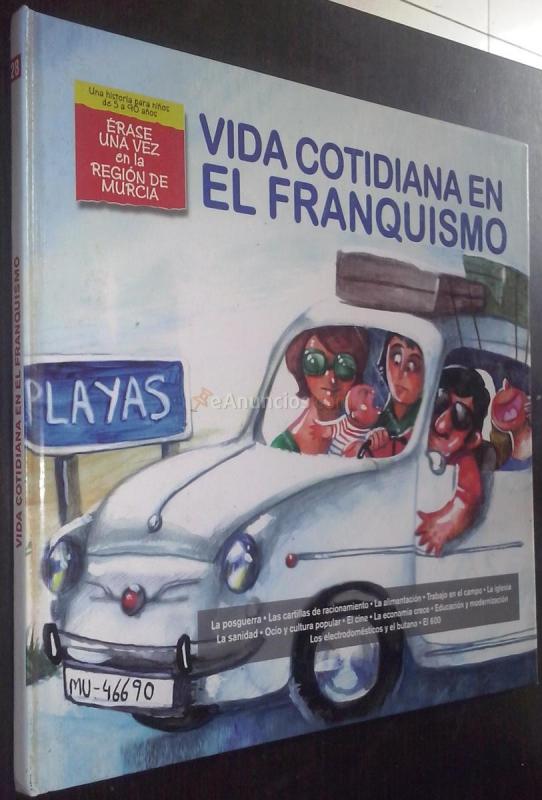 28
VIDA COTIDIANA EN EL FRANQUISMO
Una historia para niños
de 5 a 90 años
ÉRASE
UNA VEZ
en la
REGIÓN DE
MURCIA
VIDA COTIDIANA EN
EL FRANQUISMO
PLAYAS
eAnuncios.com
La posguerra • Las cartillas de racionamiento • La alimentación • Trabajo en el campo • La iglesia
La sanidad • Ocio y cultura popular • El cine • La economía crece • Educación y modernización
Los electrodomésticos y el butano • El 600
MU-46690